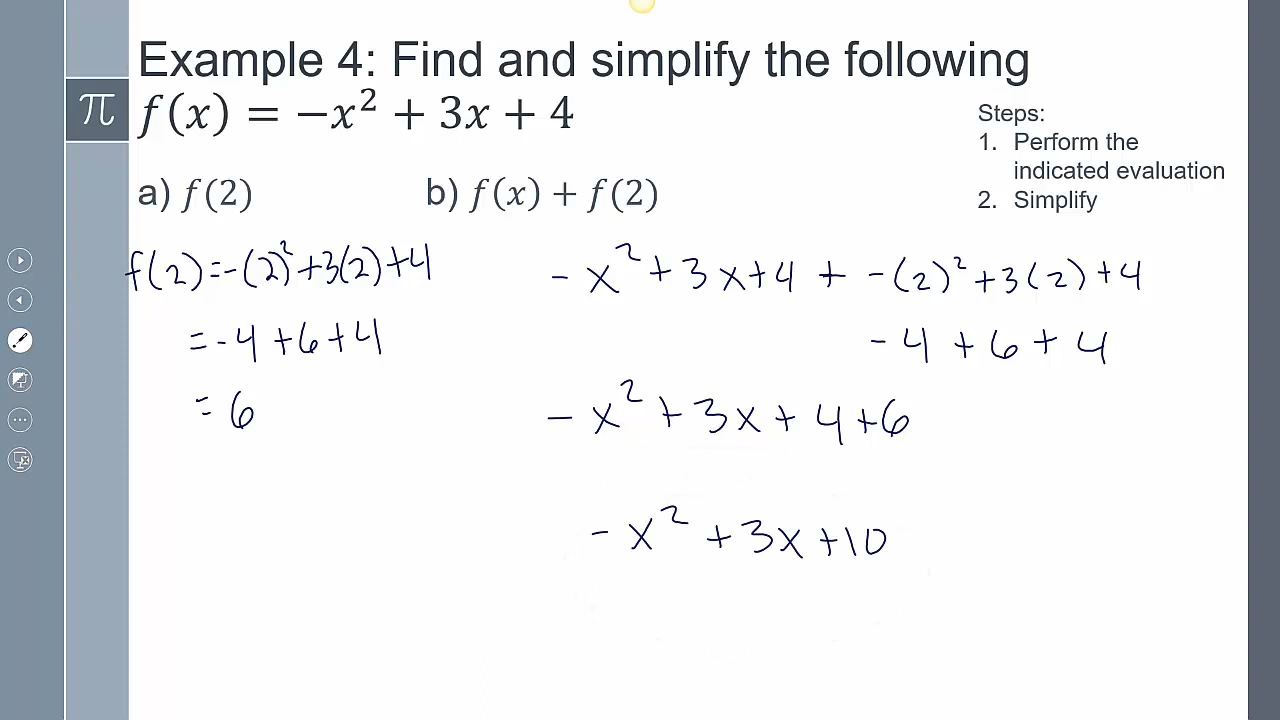 Example 4: Find and simplify the following
π
f(x) = −x² + 3x + 4
Steps:
1. Perform the
indicated evaluation
2. Simplify
a) f(2)
b) f(x) + f(2)
f(2)=-(2)²+3(2)+4
= -4+6+4
= 6
- x² + 3x+4 + -(2)² +3(2)+4
-4 + 6 + 4
- x² + 3x + 4 +6
- x² + 3x +10